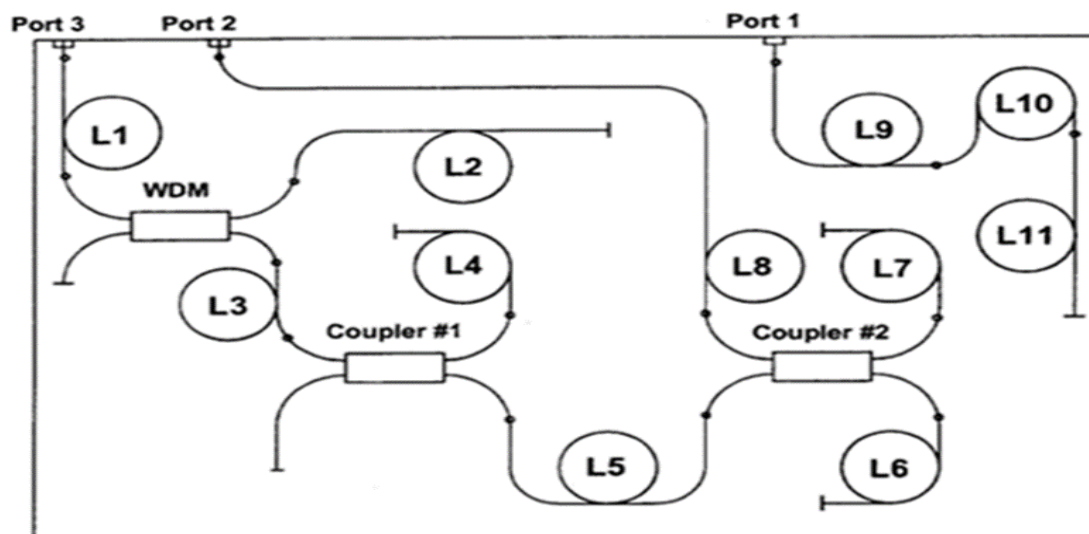 Port 3
Port 2
Port 1
L1
L2
L9
L10
WDM
L3
L4
L8
L7
L11
Coupler #1
Coupler #2
L5
L6